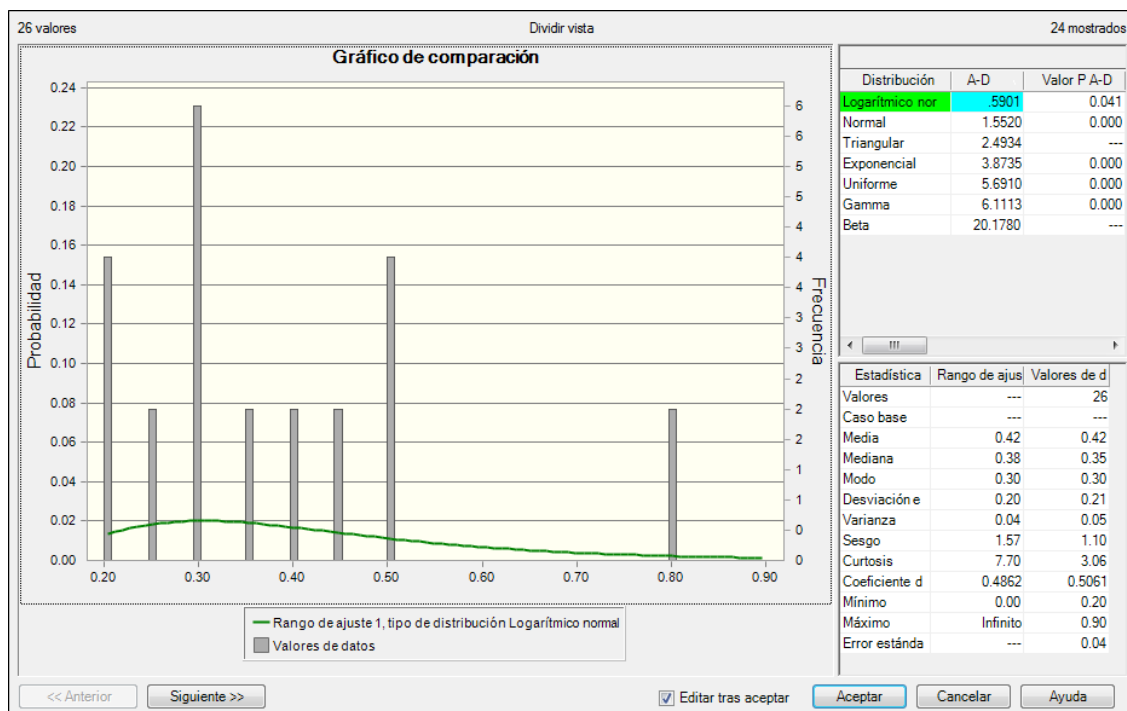 26 valores
Dividir vista
24 mostrados
Gráfico de comparación
0.24
0.22
0.20
0.18
0.16
0.14
0.12
0.10
0.08
0.06
0.04
0.02
0.00
Probabilidad
6
6
5
5
4
4
3
3
2
2
1
1
0
0
Frecuencia
0.20 0.30 0.40 0.50 0.60 0.70 0.80 0.90
Rango de ajuste 1, tipo de distribución Logarítmico normal
Valores de datos
Distribución A-D Valor P A-D
Logarítmico nor .5901 0.041
Normal 1.5520 0.000
Triangular 2.4934 ---
Exponencial 3.8735 0.000
Uniforme 5.6910 0.000
Gamma 6.1113 0.000
Beta 20.1780 ---
Estadística Rango de ajus Valores de d
Valores --- 26
Caso base --- ---
Media 0.42 0.42
Mediana 0.38 0.35
Modo 0.30 0.30
Desviación e 0.20 0.21
Varianza 0.04 0.05
Sesgo 1.57 1.10
Curtosis 7.70 3.06
Coeficiente d 0.4862 0.5061
Mínimo 0.00 0.20
Máximo Infinito 0.90
Error estánda --- 0.04
<< Anterior
Siguiente >>
Editar tras aceptar
Aceptar
Cancelar
Ayuda